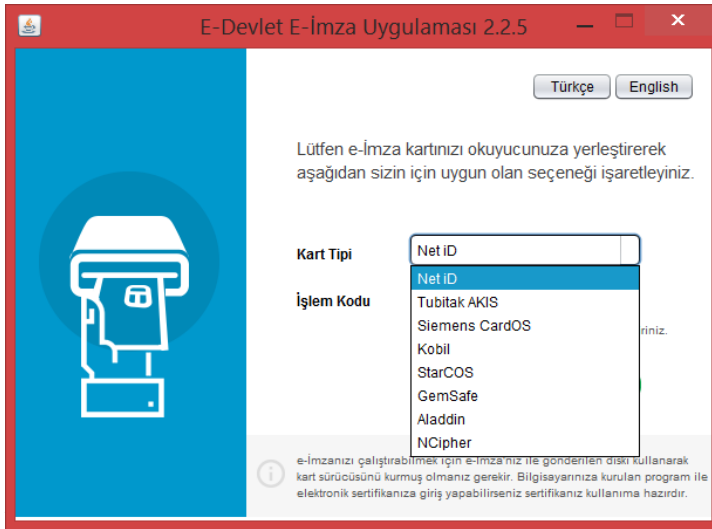 E-Devlet E-İmza Uygulaması 2.2.5
Türkçe
English
Lütfen e-İmza kartınızı okuyucunuza yerleştirerek
aşağıdan sizin için uygun olan seçeneği işaretleyiniz.
Kart Tipi
Net iD
Net iD
Tubitak AKIS
İşlem Kodu
Siemens CardOS
riniz.
Kobil
StarCOS
GemSafe
Aladdin
NCipher
e-İmzanızı çalıştırabilmek için e-İmza'nız ile gönderilen diski kullanarak
kart sürücüsünü kurmuş olmanız gerekir. Bilgisayarınıza kurulan program ile
elektronik sertifikanıza giriş yapabilirseniz sertifikanız kullanıma hazırdır.